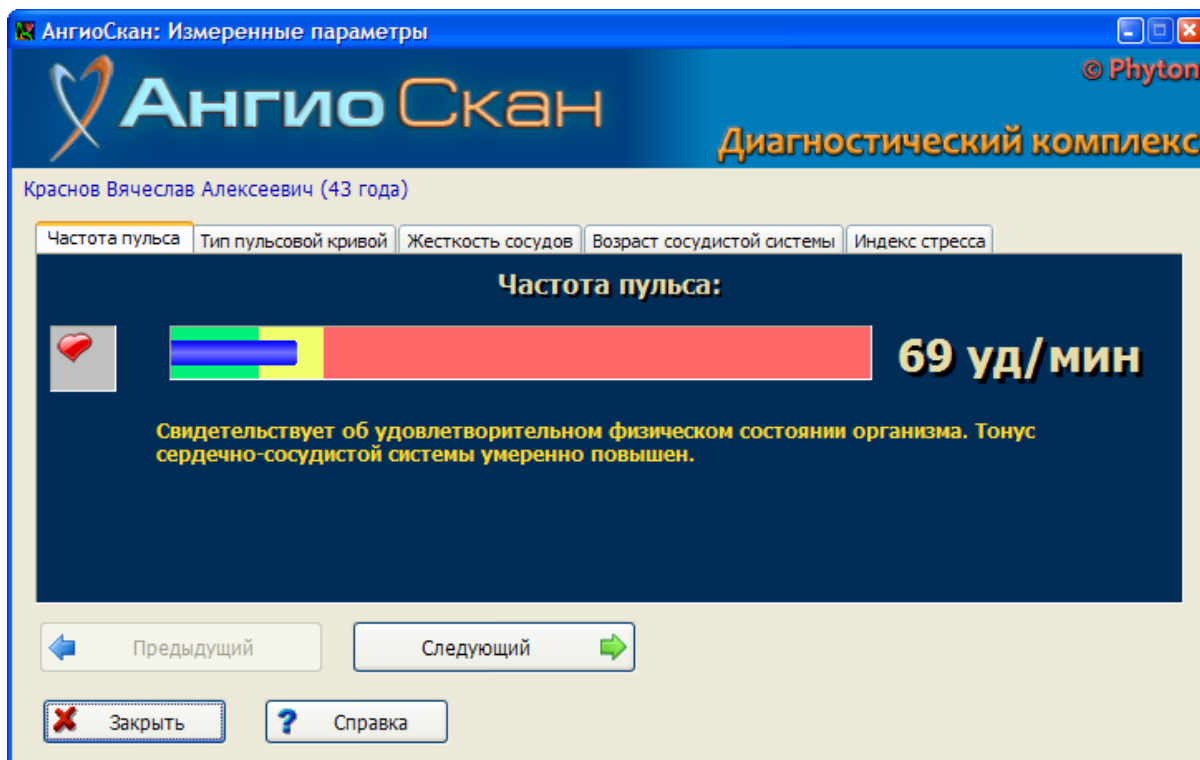 АнгиоСкан: Измеренные параметры
© Phyton
Ангио Скан
Диагностический комплекс
Краснов Вячеслав Алексеевич (43 года)
Частота пульса Тип пульсовой кривой Жесткость сосудов Возраст сосудистой системы Индекс стресса
Частота пульса:
69 уд/мин
Свидетельствует об удовлетворительном физическом состоянии организма. Тонус
сердечно-сосудистой системы умеренно повышен.
Предыдущий Следующий
Закрыть ? Справка